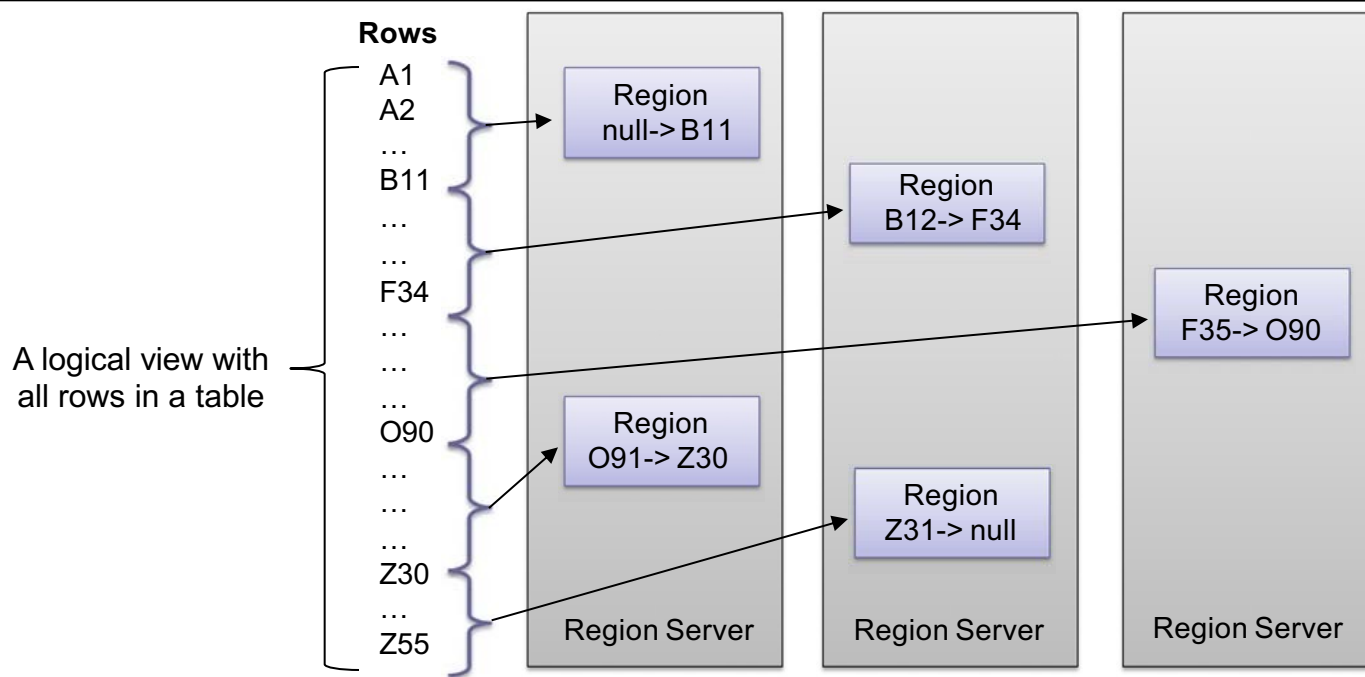 Rows
A1
A2
…
B11
…
…
F34
…
…
…
O90
…
…
…
Z30
…
Z55
A logical view with
all rows in a table
Region
null-> B11
Region
O91-> Z30
Region Server
Region
B12-> F34
Region
Z31-> null
Region Server
Region
F35-> O90
Region Server